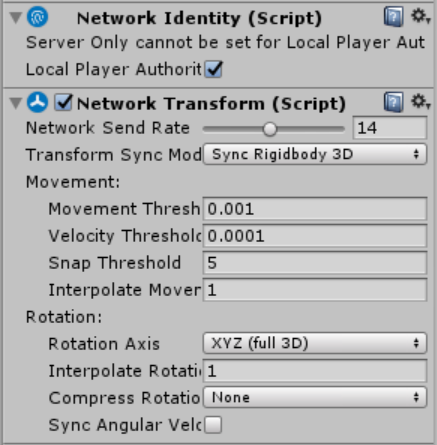 Network Identity (Script)
Server Only cannot be set for Local Player Aut
Local Player Authorit
Network Transform (Script)
Network Send Rate 14
Transform Sync Mod Sync Rigidbody 3D
Movement:
Movement Thresh 0.001
Velocity Threshold 0.0001
Snap Threshold 5
Interpolate Mover 1
Rotation:
Rotation Axis XYZ (full 3D)
Interpolate Rotati 1
Compress Rotatio None
Sync Angular Velc